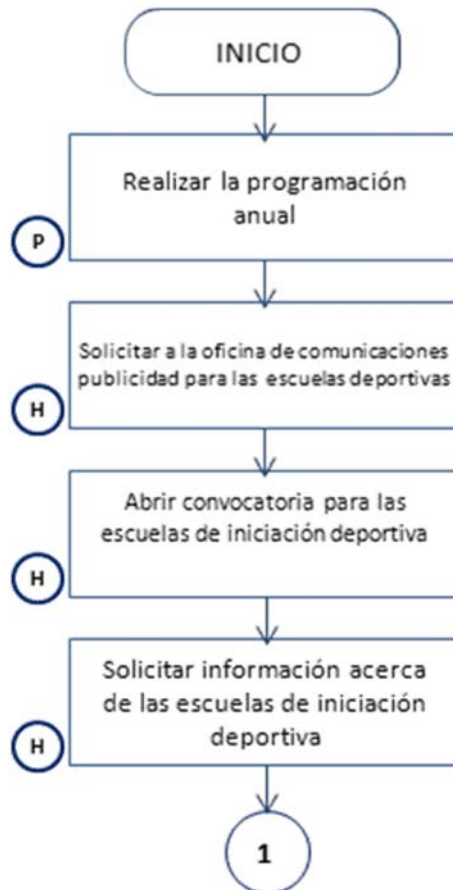 INICIO
Realizar la programación
anual
P
Solicitar a la oficina de comunicaciones
publicidad para las escuelas deportivas
H
Abrir convocatoria para las
escuelas de iniciación deportiva
H
Solicitar información acerca
de las escuelas de iniciación
deportiva
H
1